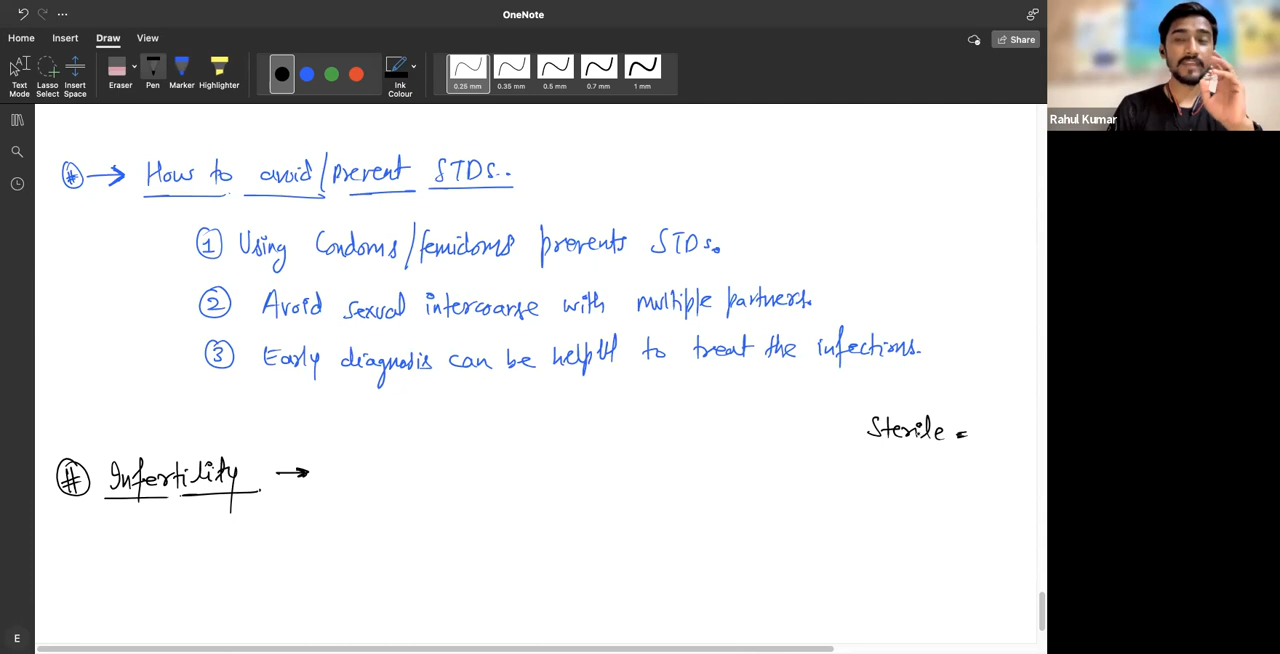 OneNote
Home Insert Draw View
Share
Text Mode
Lasso Select
Insert Space
Eraser
Pen
Marker
Highlighter
Ink Colour
0.25 mm 0.35 mm 0.5 mm 0.7 mm 1 mm
Rahul Kumar
# → How to avoid/prevent STDs..
① Using Condoms/femidoms prevents STDs.
② Avoid sexual intercoarse with multiple partners.
③ Early diagnosis can be helpful to treat the infections.
Sterile =
# Infertility →
E